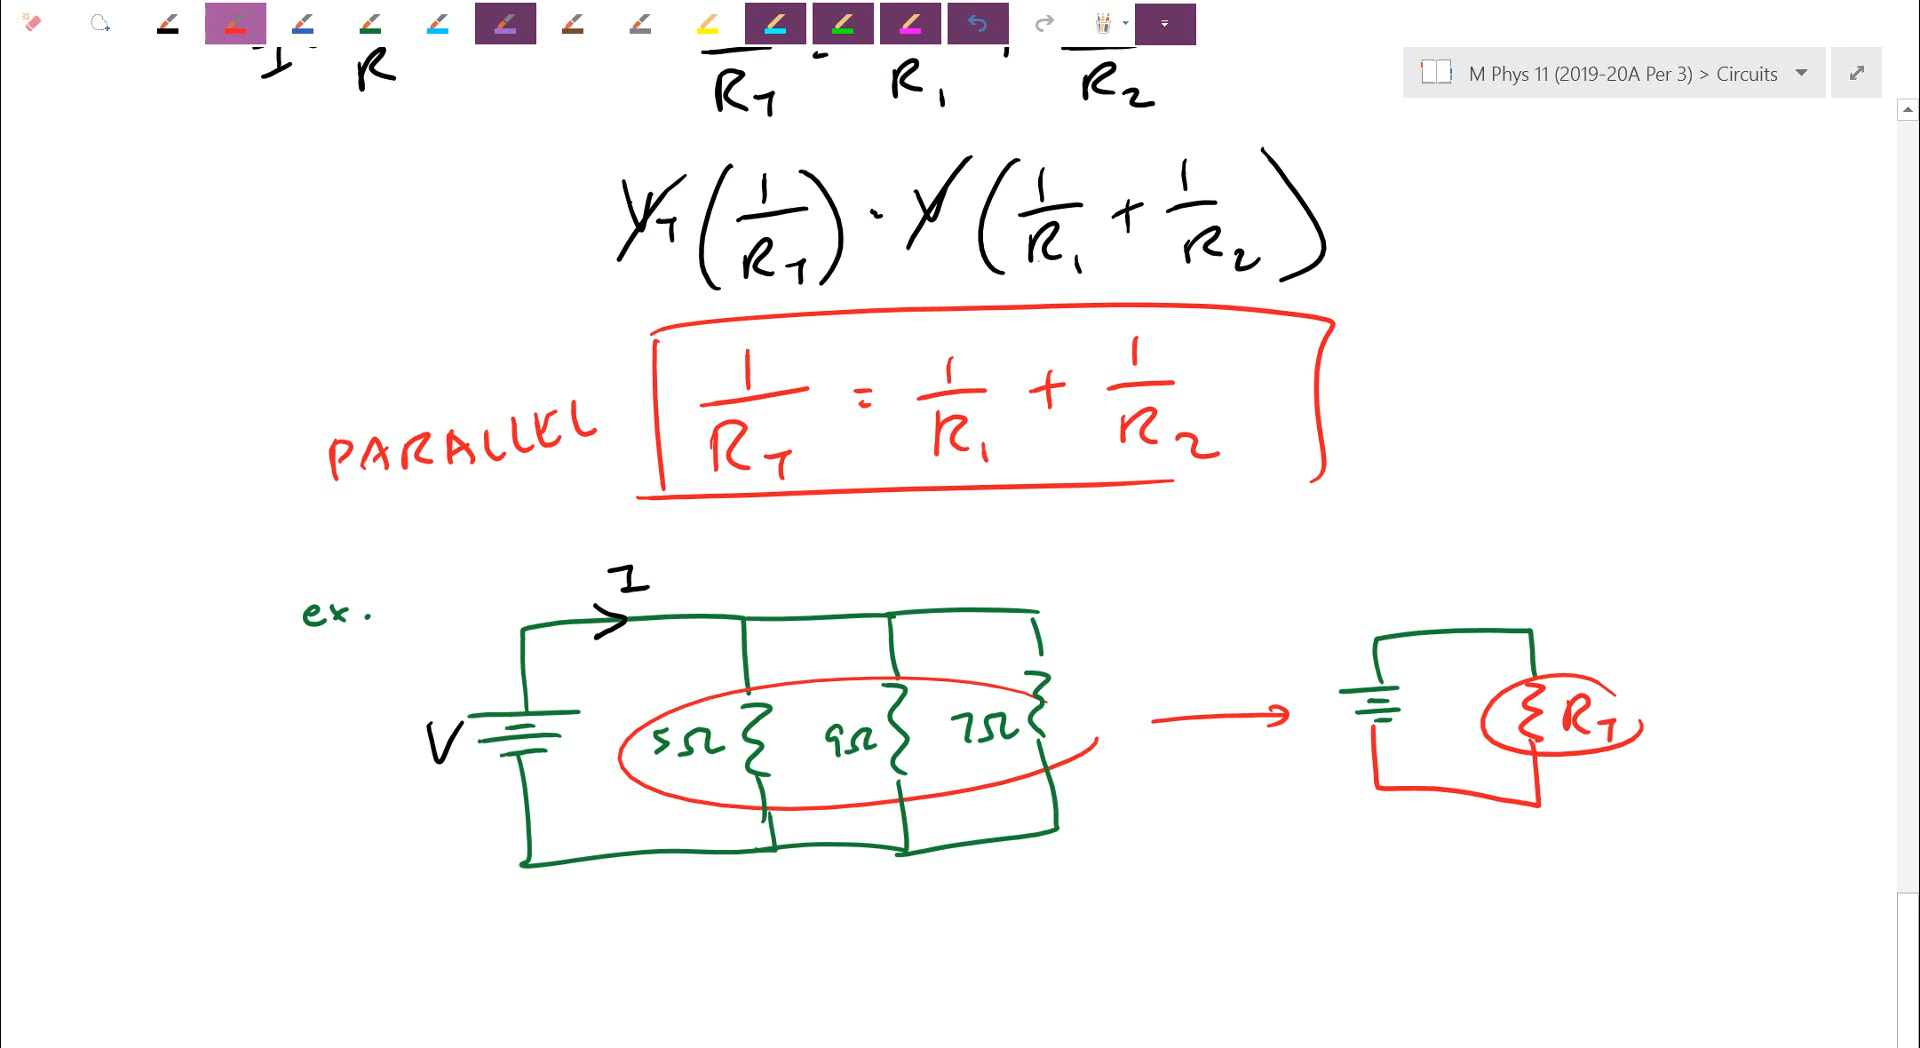 M Phys 11 (2019-20A Per 3) > Circuits
I R
R_T R_1 R_2
V_T (1/R_T) = V (1/R_1 + 1/R_2)
PARALLEL 1/R_T = 1/R_1 + 1/R_2
ex. I
V 5Ω 9Ω 7Ω R_T